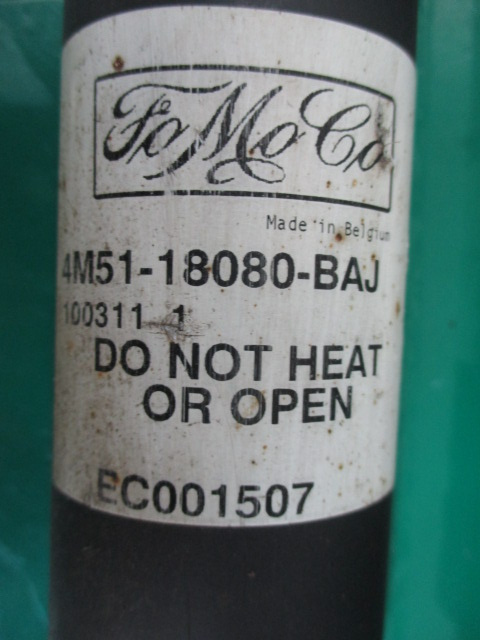 FoMoCo
Made in Belgium
4M51-18080-BAJ
100311 1
DO NOT HEAT
OR OPEN
EC001507